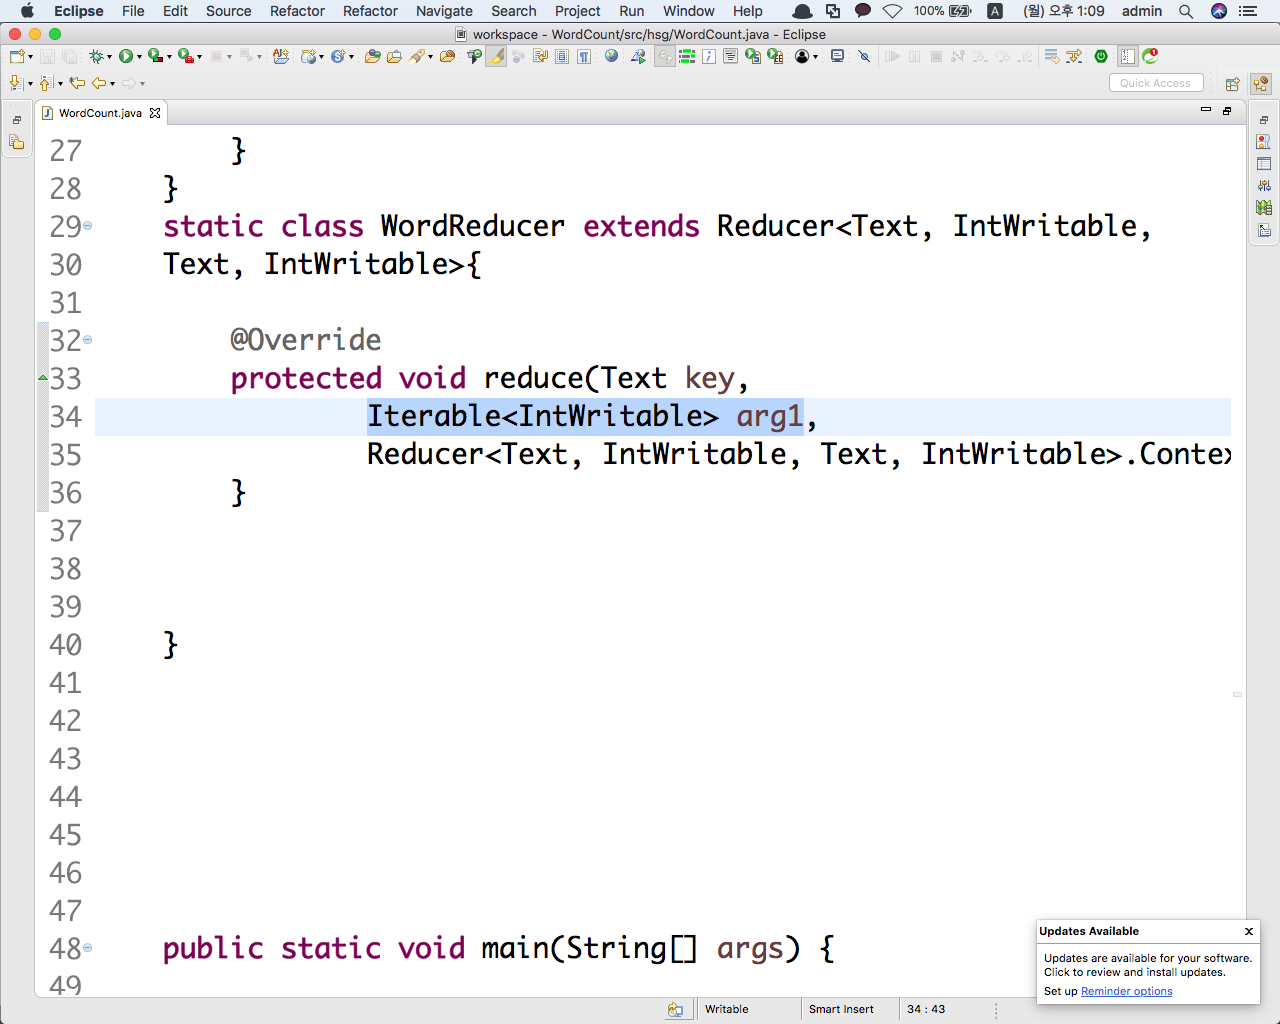 Eclipse File Edit Source Refactor Refactor Navigate Search Project Run Window Help 100% A (월) 오후 1:09 admin
workspace - WordCount/src/hsg/WordCount.java - Eclipse
Quick Access
WordCount.java
27 }
28 }
29 static class WordReducer extends Reducer<Text, IntWritable,
30 Text, IntWritable>{
31
32 @Override
33 protected void reduce(Text key,
34 Iterable<IntWritable> arg1,
35 Reducer<Text, IntWritable, Text, IntWritable>.Contex
36 }
37
38
39
40 }
41
42
43
44
45
46
47
48 public static void main(String[] args) {
49
Updates Available
Updates are available for your software.
Click to review and install updates.
Set up Reminder options
Writable Smart Insert 34 : 43